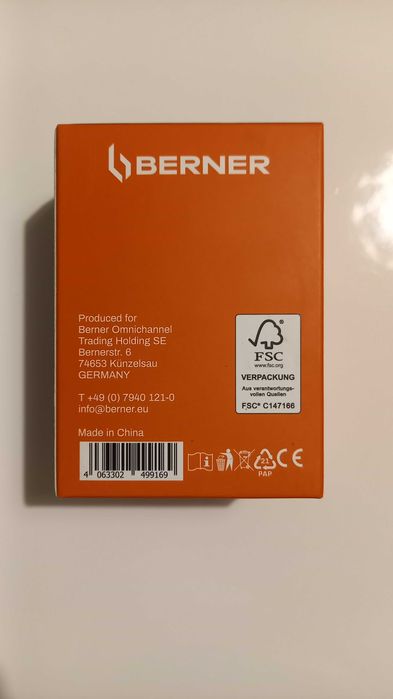 BERNER
Produced for
Berner Omnichannel
Trading Holding SE
Bernerstr. 6
74653 Künzelsau
GERMANY
T +49 (0) 7940 121-0
info@berner.eu
Made in China
4 063302 499169
®
FSC
www.fsc.org
VERPACKUNG
Aus verantwortungs-
vollen Quellen
FSC® C147166
i
21
PAP
CE